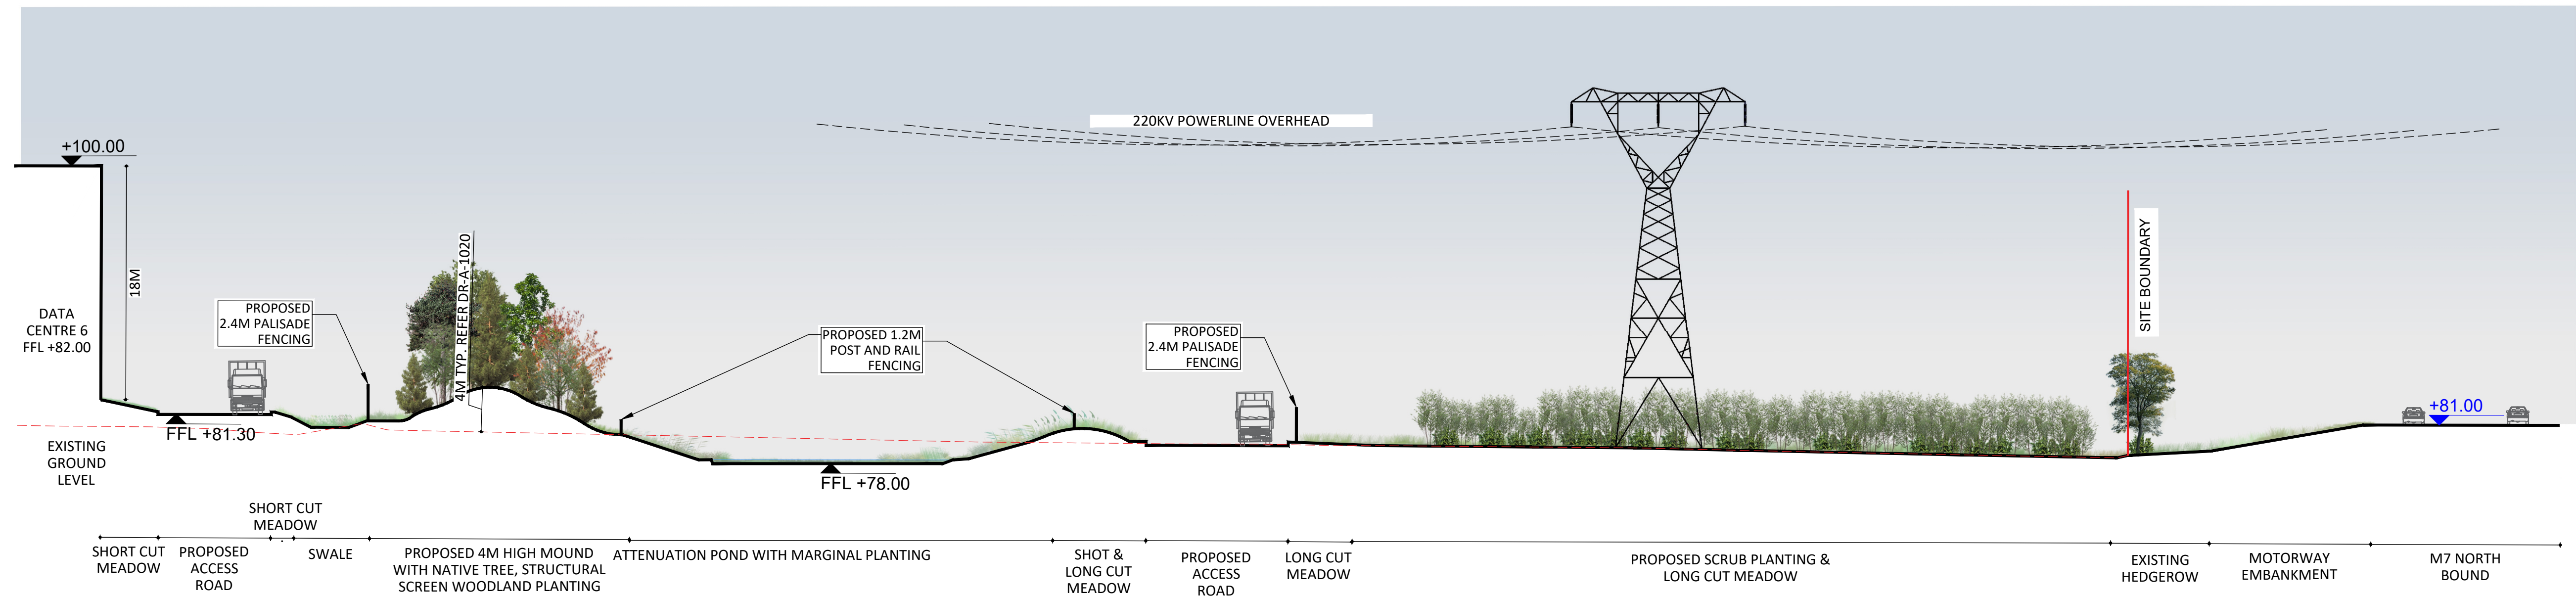 220KV POWERLINE OVERHEAD
+100.00
18M
DATA
CENTRE 6
FFL +82.00
PROPOSED
2.4M PALISADE
FENCING
4M TYP. REFER DR-A-1020
PROPOSED 1.2M
POST AND RAIL
FENCING
PROPOSED
2.4M PALISADE
FENCING
SITE BOUNDARY
+81.00
FFL +81.30
EXISTING
GROUND
LEVEL
FFL +78.00
SHORT CUT
MEADOW
SHORT CUT
MEADOW
PROPOSED
ACCESS
ROAD
SWALE
PROPOSED 4M HIGH MOUND
WITH NATIVE TREE, STRUCTURAL
SCREEN WOODLAND PLANTING
ATTENUATION POND WITH MARGINAL PLANTING
SHOT &
LONG CUT
MEADOW
PROPOSED
ACCESS
ROAD
LONG CUT
MEADOW
PROPOSED SCRUB PLANTING &
LONG CUT MEADOW
EXISTING
HEDGEROW
MOTORWAY
EMBANKMENT
M7 NORTH
BOUND